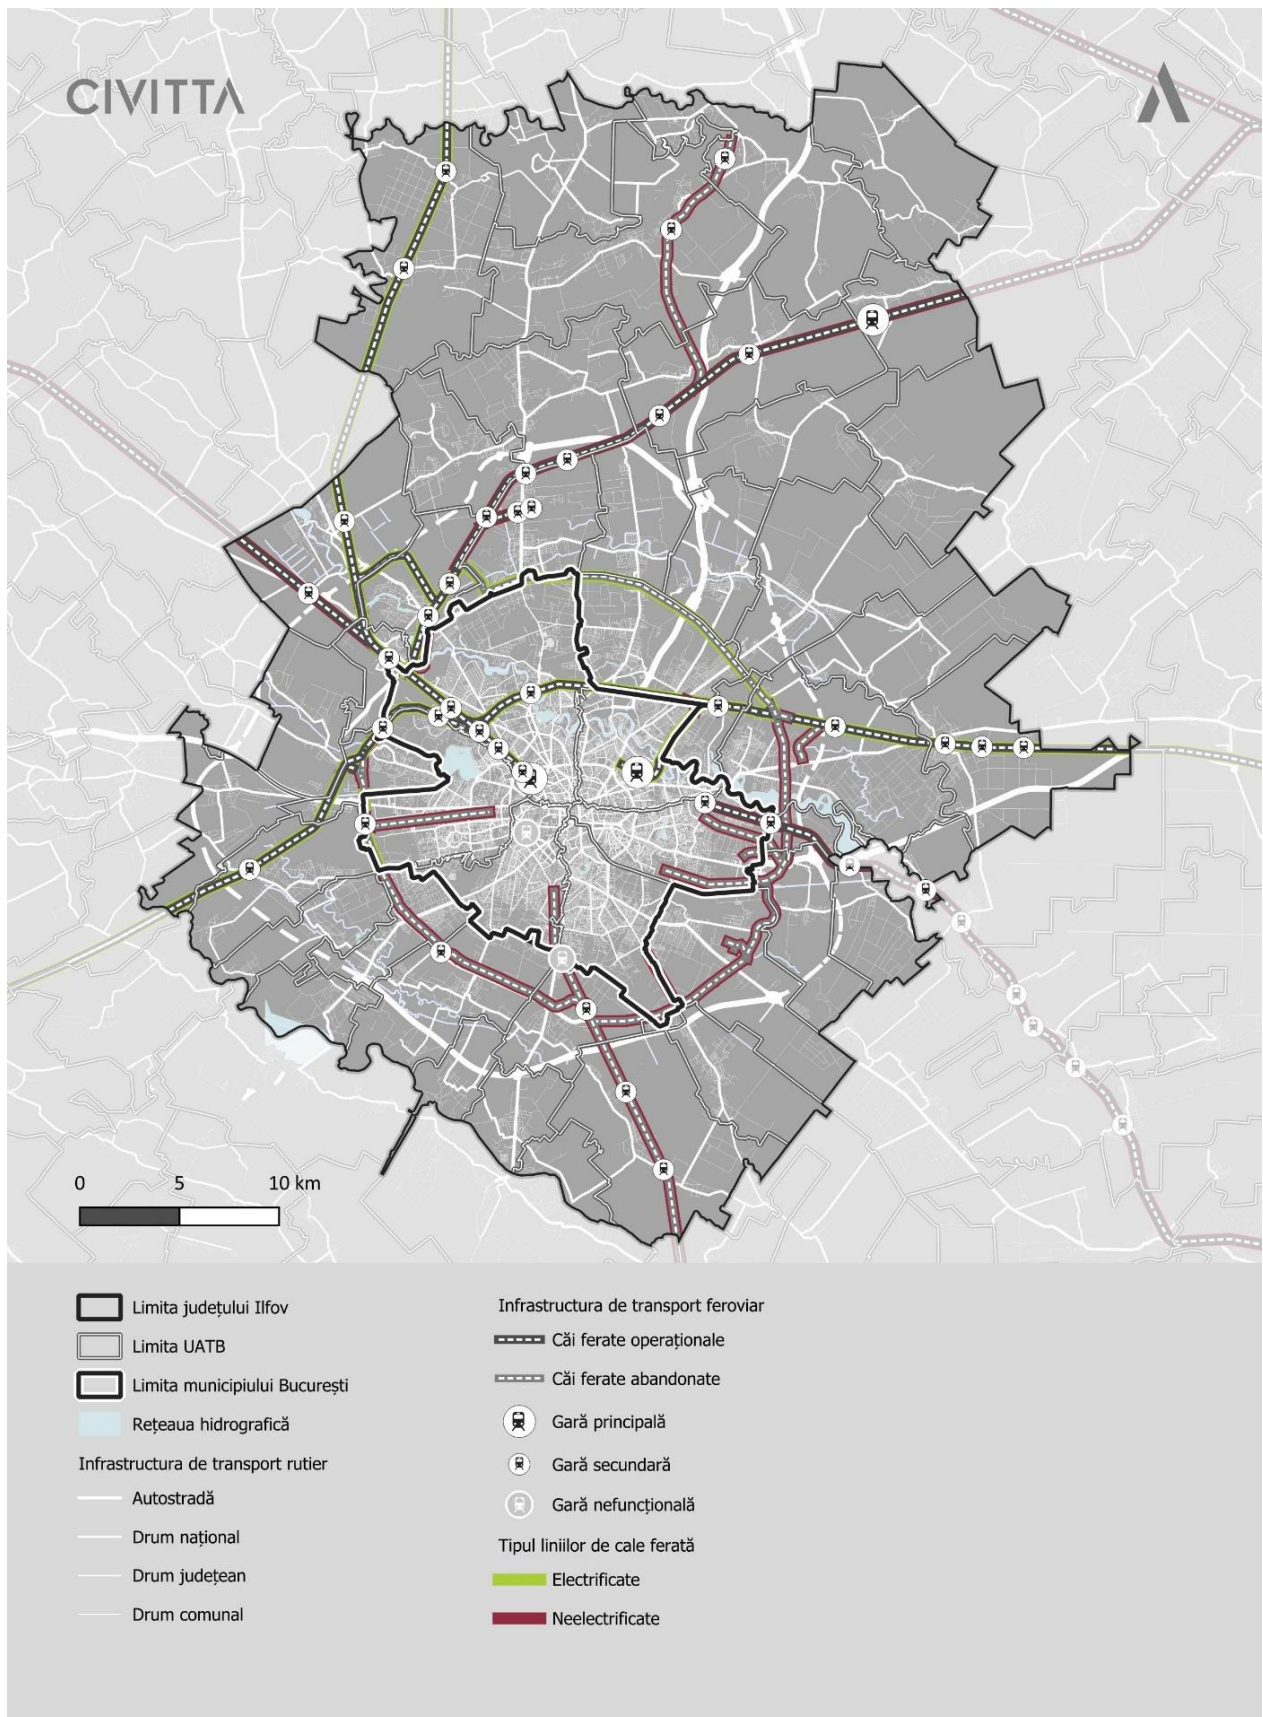 CIVITTA
0 5 10 km
Limita județului Ilfov
Limita UATB
Limita municipiului București
Rețeaua hidrografică
Infrastructura de transport rutier
Autostradă
Drum național
Drum județean
Drum comunal
Infrastructura de transport feroviar
Căi ferate operaționale
Căi ferate abandonate
Gară principală
Gară secundară
Gară nefuncțională
Tipul liniilor de cale ferată
Electrificate
Neelectrificate